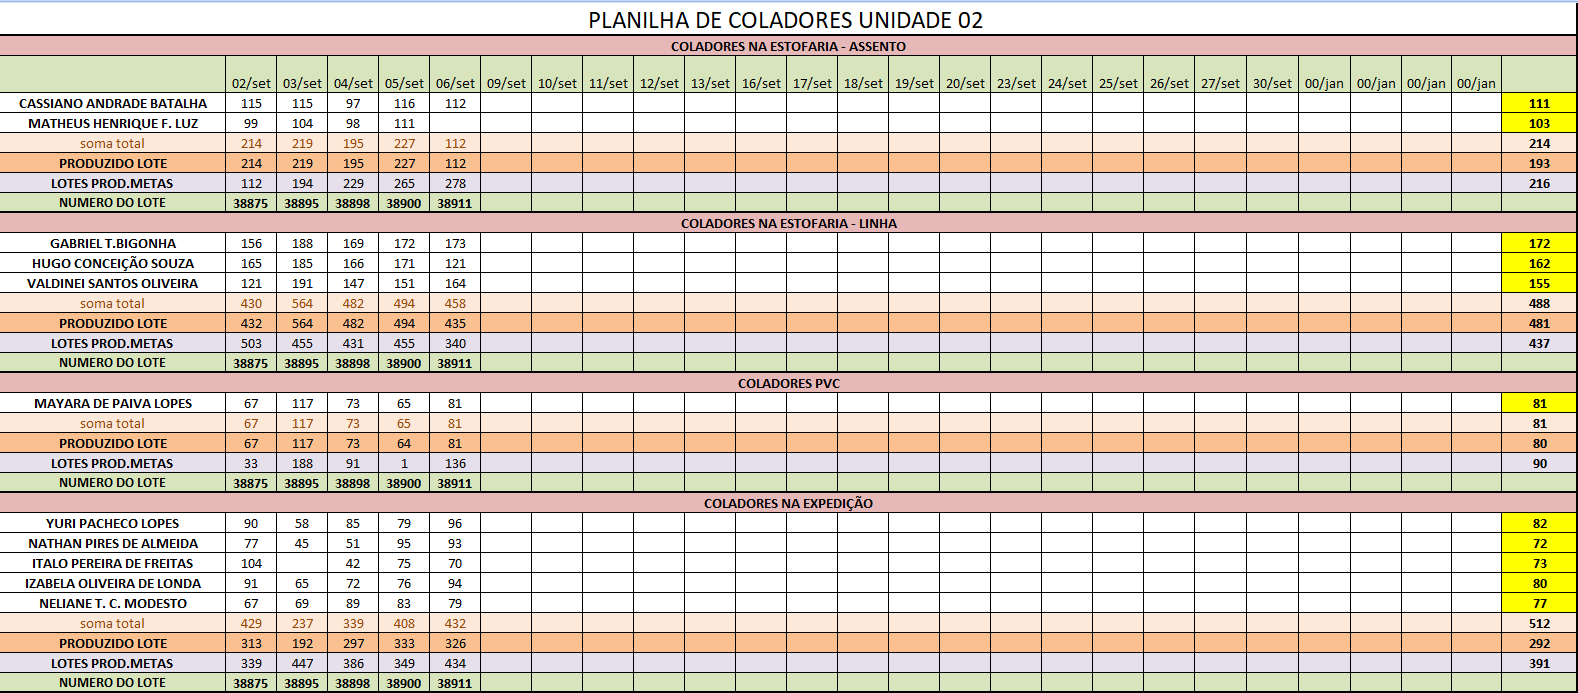 PLANILHA DE COLADORES UNIDADE 02
COLADORES NA ESTOFARIA - ASSENTO
02/set 03/set 04/set 05/set 06/set 09/set 10/set 11/set 12/set 13/set 16/set 17/set 18/set 19/set 20/set 23/set 24/set 25/set 26/set 27/set 30/set 00/jan 00/jan 00/jan 00/jan
CASSIANO ANDRADE BATALHA 115 115 97 116 112 111
MATHEUS HENRIQUE F. LUZ 99 104 98 111 103
soma total 214 219 195 227 112 214
PRODUZIDO LOTE 214 219 195 227 112 193
LOTES PROD.METAS 112 194 229 265 278 216
NUMERO DO LOTE 38875 38895 38898 38900 38911
COLADORES NA ESTOFARIA - LINHA
GABRIEL T.BIGONHA 156 188 169 172 173 172
HUGO CONCEIÇÃO SOUZA 165 185 166 171 121 162
VALDINEI SANTOS OLIVEIRA 121 191 147 151 164 155
soma total 430 564 482 494 458 488
PRODUZIDO LOTE 432 564 482 494 435 481
LOTES PROD.METAS 503 455 431 455 340 437
NUMERO DO LOTE 38875 38895 38898 38900 38911
COLADORES PVC
MAYARA DE PAIVA LOPES 67 117 73 65 81 81
soma total 67 117 73 65 81 81
PRODUZIDO LOTE 67 117 73 64 81 80
LOTES PROD.METAS 33 188 91 1 136 90
NUMERO DO LOTE 38875 38895 38898 38900 38911
COLADORES NA EXPEDIÇÃO
YURI PACHECO LOPES 90 58 85 79 96 82
NATHAN PIRES DE ALMEIDA 77 45 51 95 93 72
ITALO PEREIRA DE FREITAS 104 42 75 70 73
IZABELA OLIVEIRA DE LONDA 91 65 72 76 94 80
NELIANE T. C. MODESTO 67 69 89 83 79 77
soma total 429 237 339 408 432 512
PRODUZIDO LOTE 313 192 297 333 326 292
LOTES PROD.METAS 339 447 386 349 434 391
NUMERO DO LOTE 38875 38895 38898 38900 38911